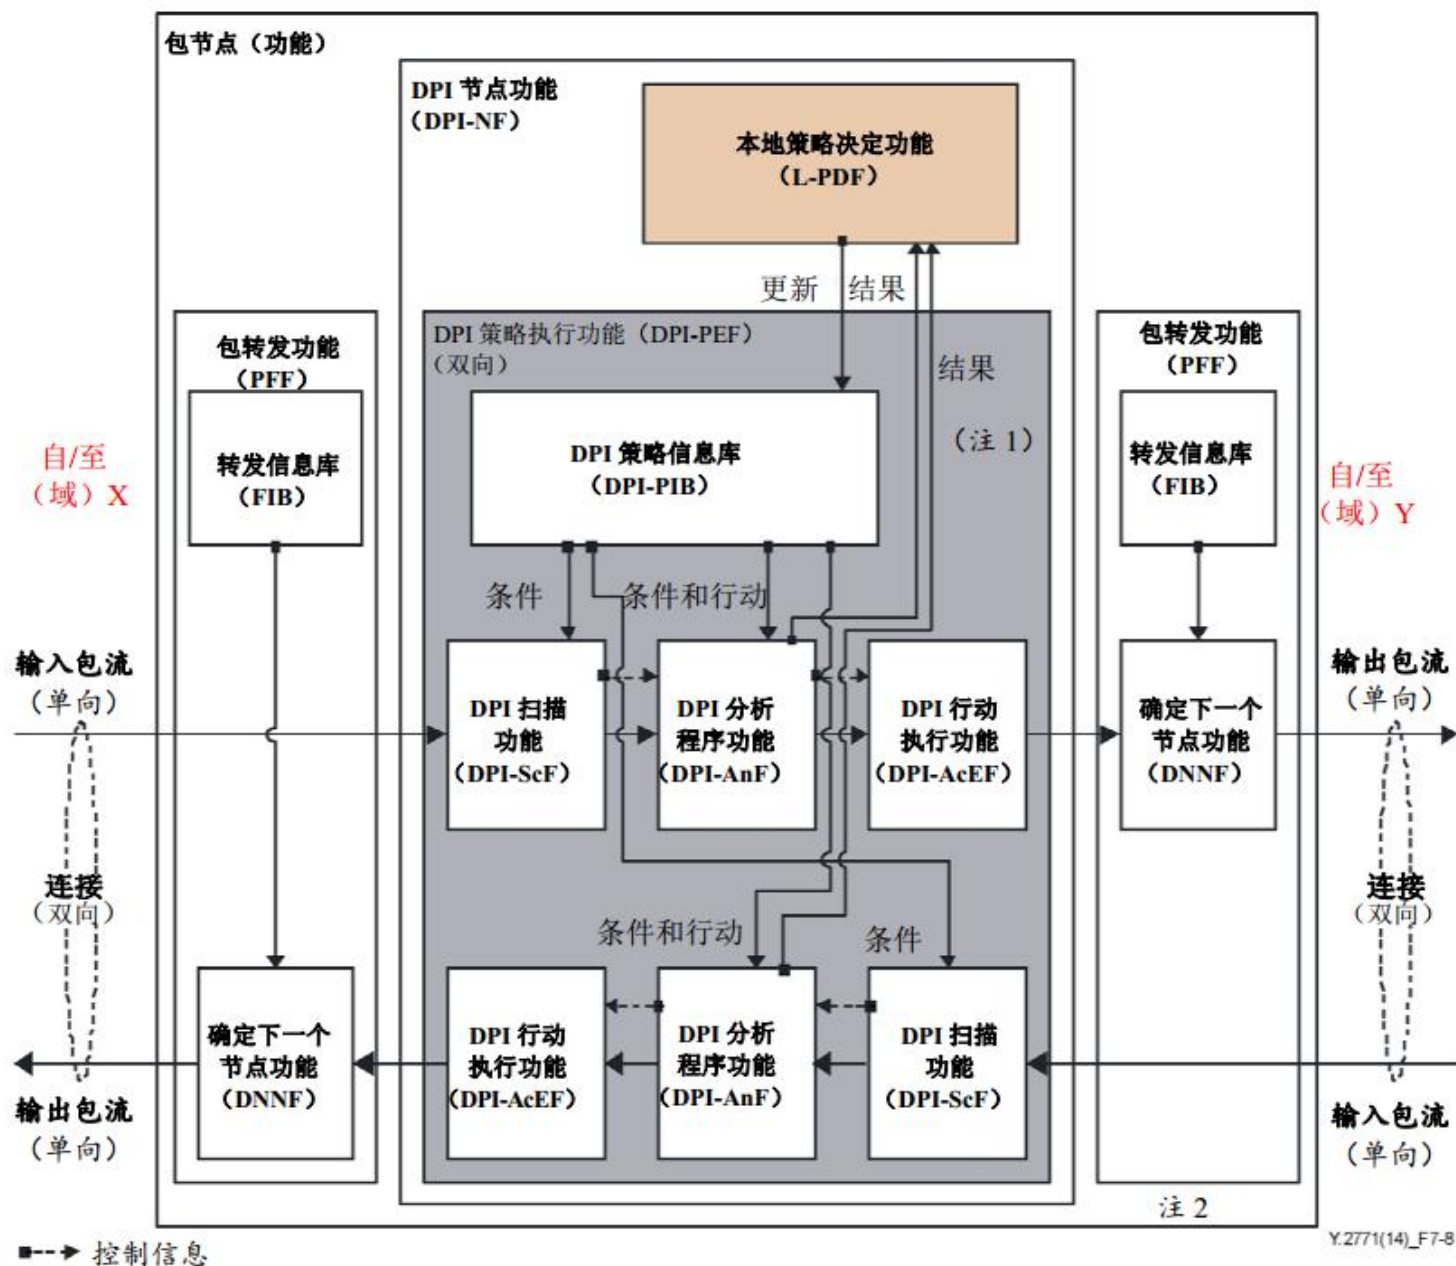 包节点（功能）
DPI 节点功能
（DPI-NF）
本地策略决定功能
（L-PDF）
更新
结果
包转发功能
（PFF）
转发信息库
（FIB）
DPI 策略执行功能（DPI-PEF）
（双向）
结果
（注 1）
DPI 策略信息库
（DPI-PIB）
包转发功能
（PFF）
转发信息库
（FIB）
自/至
（域）X
自/至
（域）Y
条件
条件和行动
输入包流
（单向）
DPI 扫描
功能
（DPI-ScF）
DPI 分析
程序功能
（DPI-AnF）
DPI 行动
执行功能
（DPI-AcEF）
确定下一个
节点功能
（DNNF）
输出包流
（单向）
连接
（双向）
连接
（双向）
条件和行动
条件
确定下一个
节点功能
（DNNF）
DPI 行动
执行功能
（DPI-AcEF）
DPI 分析
程序功能
（DPI-AnF）
DPI 扫描
功能
（DPI-ScF）
输出包流
（单向）
输入包流
（单向）
注 2
Y.2771(14)_F7-8
控制信息